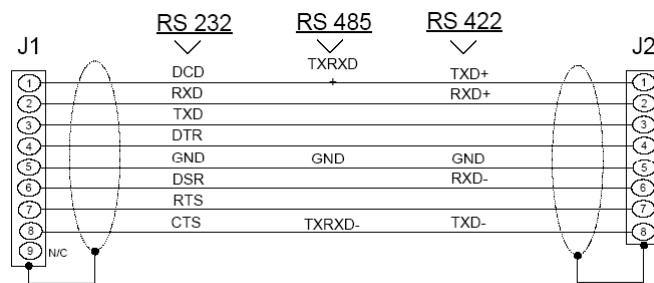 RS 232 RS 485 RS 422
J1 J2
DCD TXRXD TXD+
1 + 1
RXD RXD+
2 2
TXD
3 3
DTR
4 4
GND GND GND
5 5
DSR RXD-
6 6
RTS
7 7
CTS TXRXD- TXD-
8 8
9 N/C